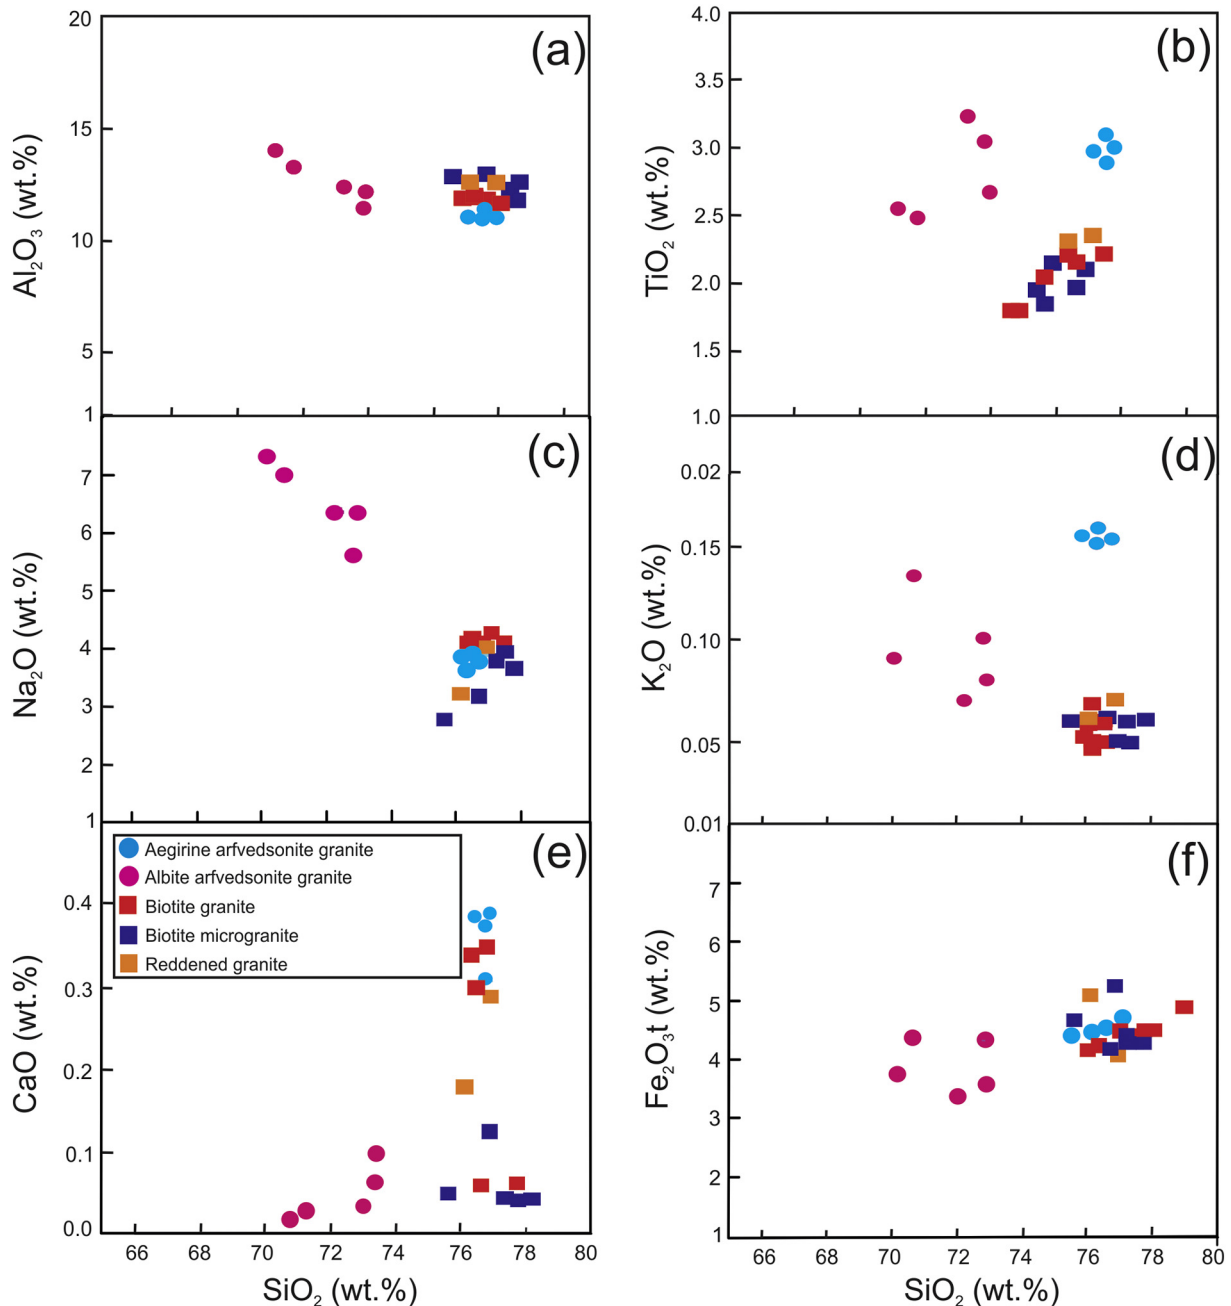 (a)
20
15
10
5
1
Al₂O₃ (wt.%)
(b)
4.0
3.5
3.0
2.5
2.0
1.5
1.0
TiO₂ (wt.%)
(c)
7
6
5
4
3
2
1
Na₂O (wt.%)
(d)
0.02
0.15
0.10
0.05
0.01
K₂O (wt.%)
(e)
Aegirine arfvedsonite granite
Albite arfvedsonite granite
Biotite granite
Biotite microgranite
Reddened granite
0.4
0.3
0.2
0.1
0.0
CaO (wt.%)
66 68 70 72 74 76 78 80
SiO₂ (wt.%)
(f)
7
6
5
4
3
2
1
Fe₂O₃t (wt.%)
66 68 70 72 74 76 78 80
SiO₂ (wt.%)